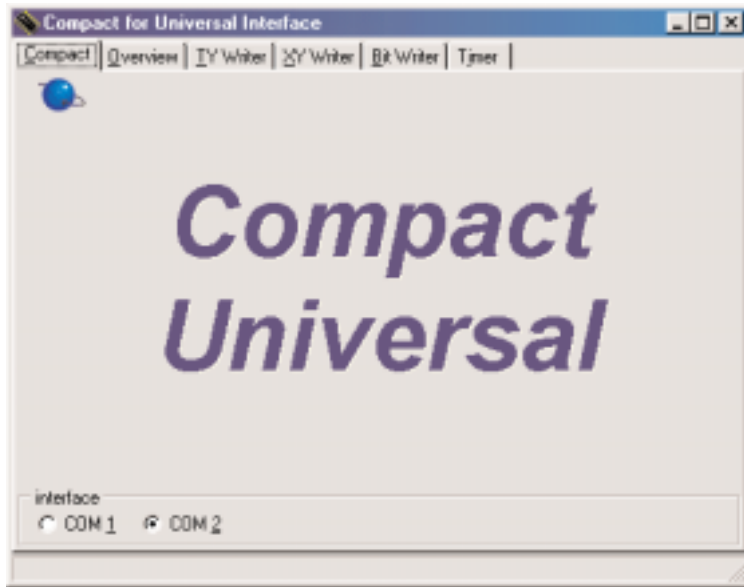 Compact for Universal Interface
Compact Overview TY Writer XY Writer Bit Writer Timer
Compact
Universal
interface
COM 1 COM 2